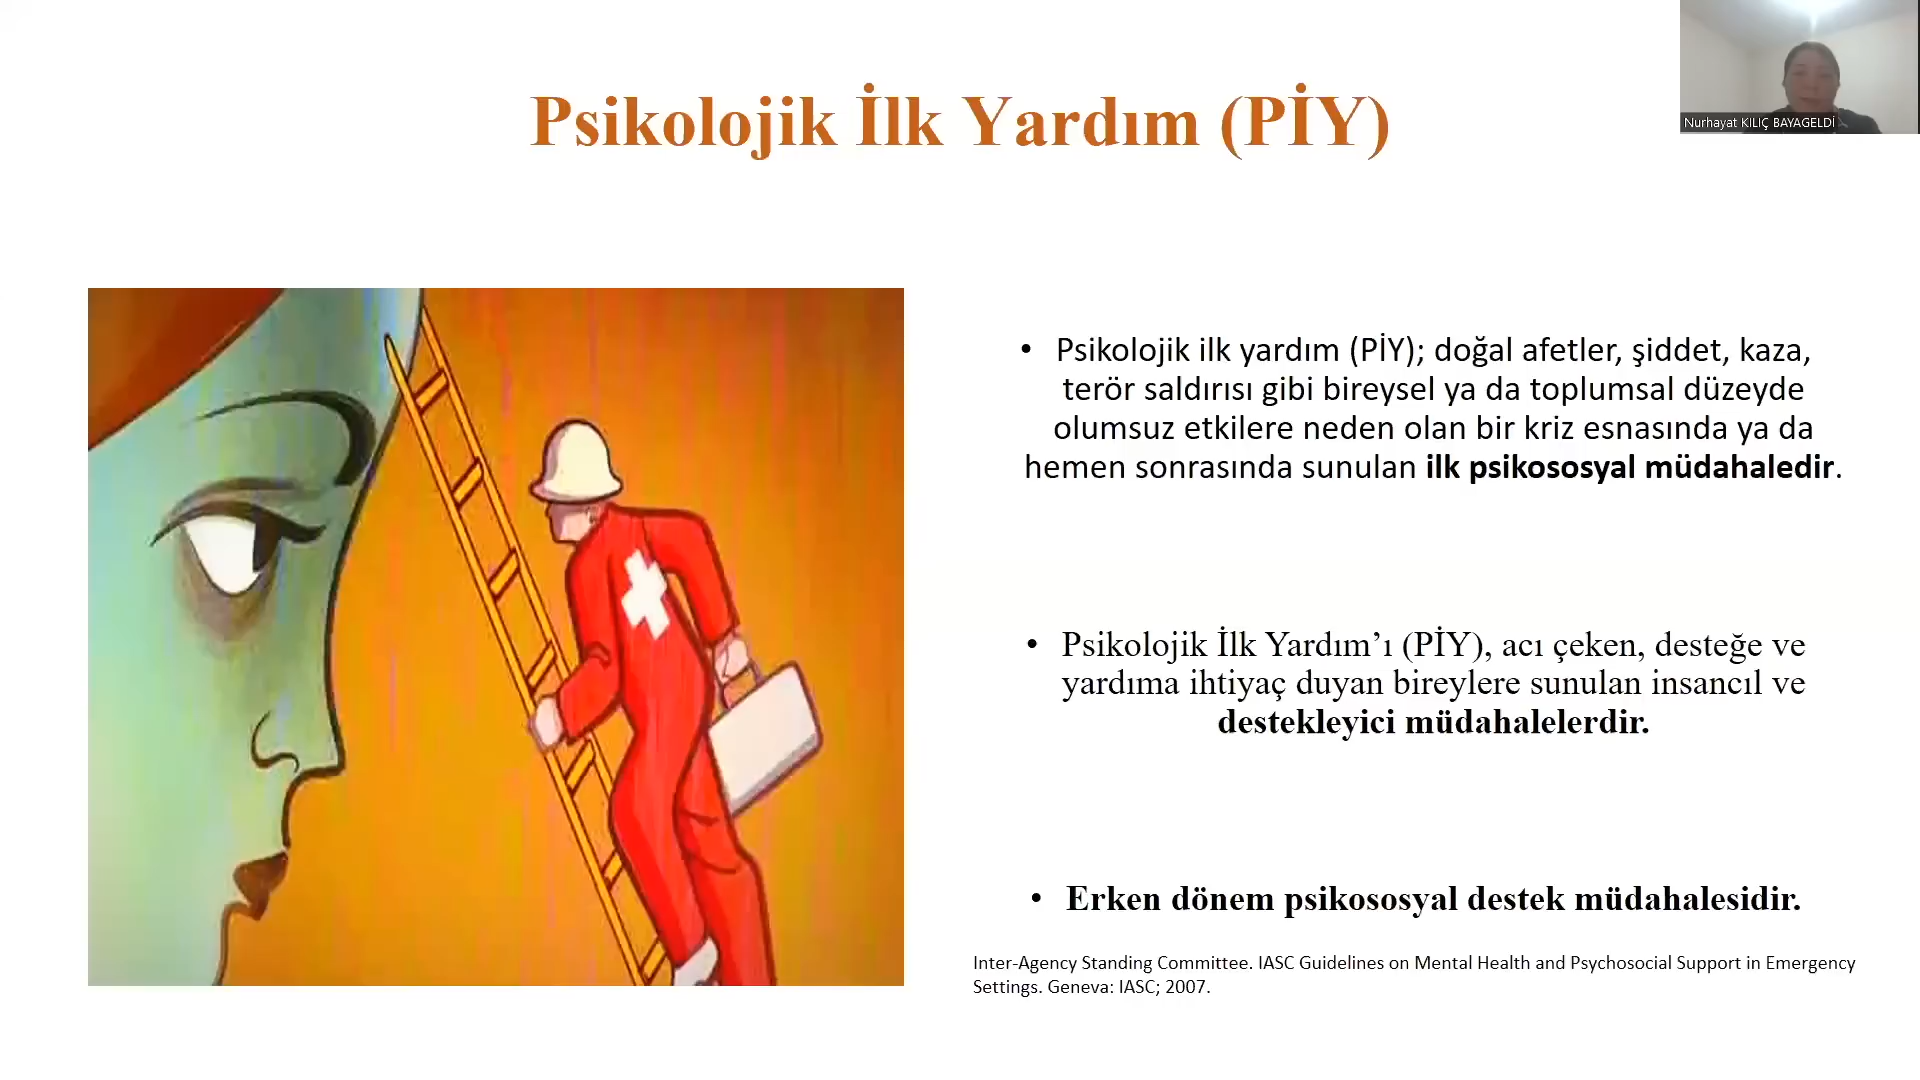 Psikolojik İlk Yardım (PİY)
Nurhayat KILIÇ BAYAGELDİ
• Psikolojik ilk yardım (PİY); doğal afetler, şiddet, kaza,
terör saldırısı gibi bireysel ya da toplumsal düzeyde
olumsuz etkilere neden olan bir kriz esnasında ya da
hemen sonrasında sunulan ilk psikososyal müdahaledir.
• Psikolojik İlk Yardım’ı (PİY), acı çeken, desteğe ve
yardıma ihtiyaç duyan bireylere sunulan insancıl ve
destekleyici müdahalelerdir.
• Erken dönem psikososyal destek müdahalesidir.
Inter-Agency Standing Committee. IASC Guidelines on Mental Health and Psychosocial Support in Emergency
Settings. Geneva: IASC; 2007.